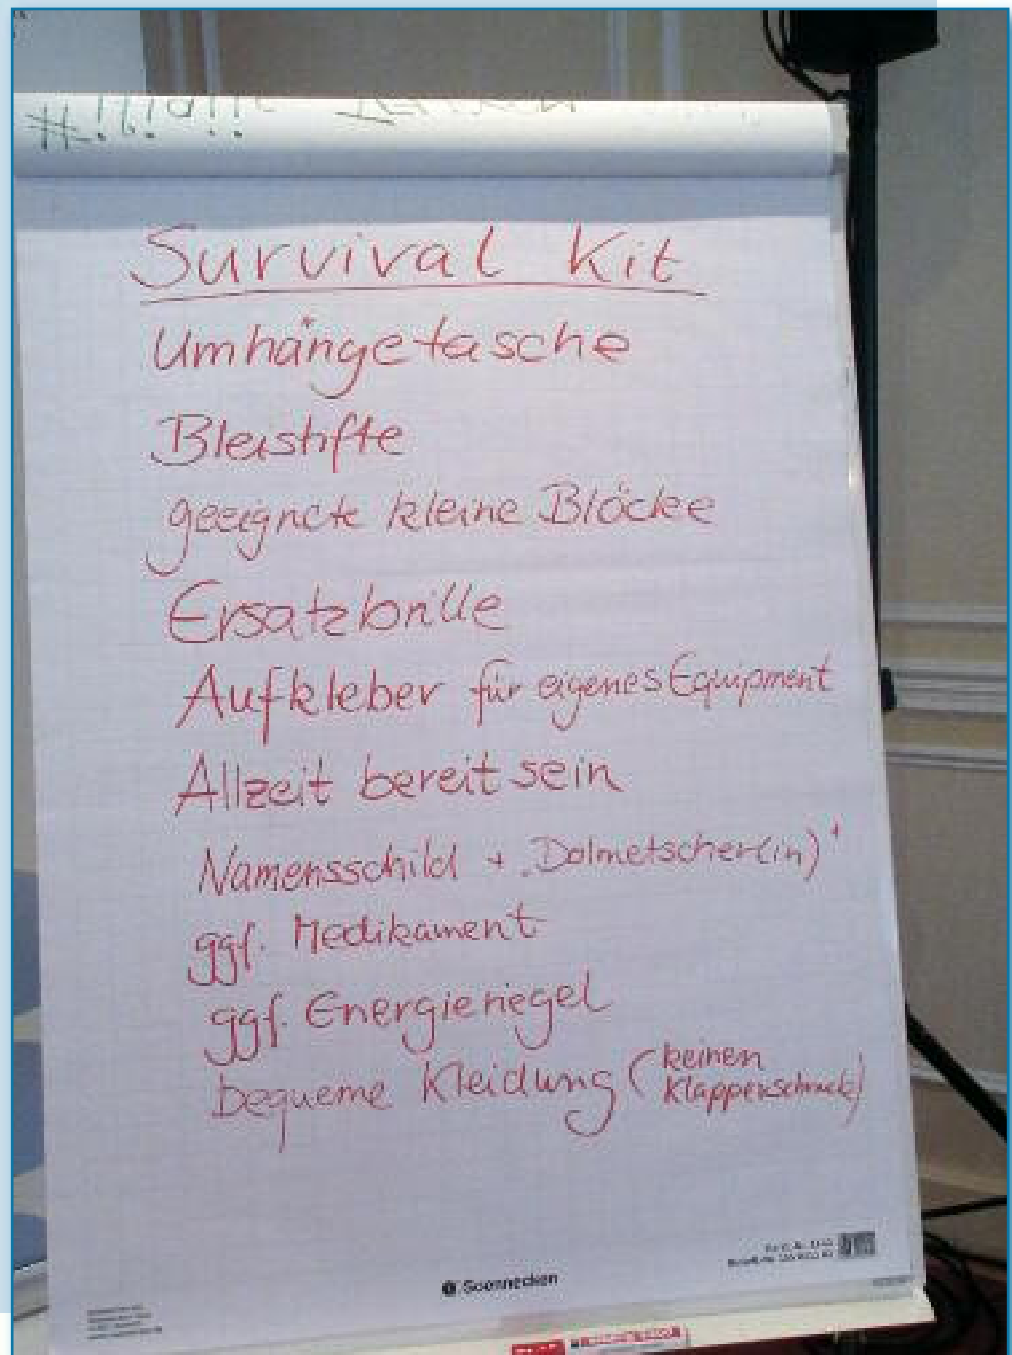 Survival Kit
Umhängetasche
Bleistifte
geeignete kleine Blöcke
Ersatzbrille
Aufkleber für eigenes Equipment
Allzeit bereit sein
Namensschild + "Dolmetscher(in)"
ggf. Medikament
ggf. Energieriegel
bequeme Kleidung (keinen
Klapperschmuck)
Soennecken